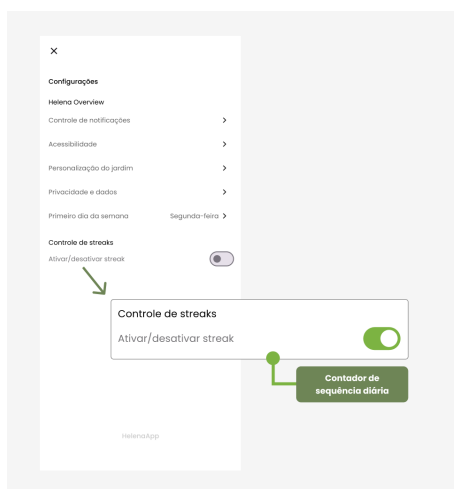 Configurações
Helena Overview
Controle de notificações
Acessibilidade
Personalização do jardim
Privacidade e dados
Primeiro dia da semana Segunda-feira
Controle de streaks
Ativar/desativar streak
Controle de streaks
Ativar/desativar streak
Contador de
sequência diária
HelenaApp